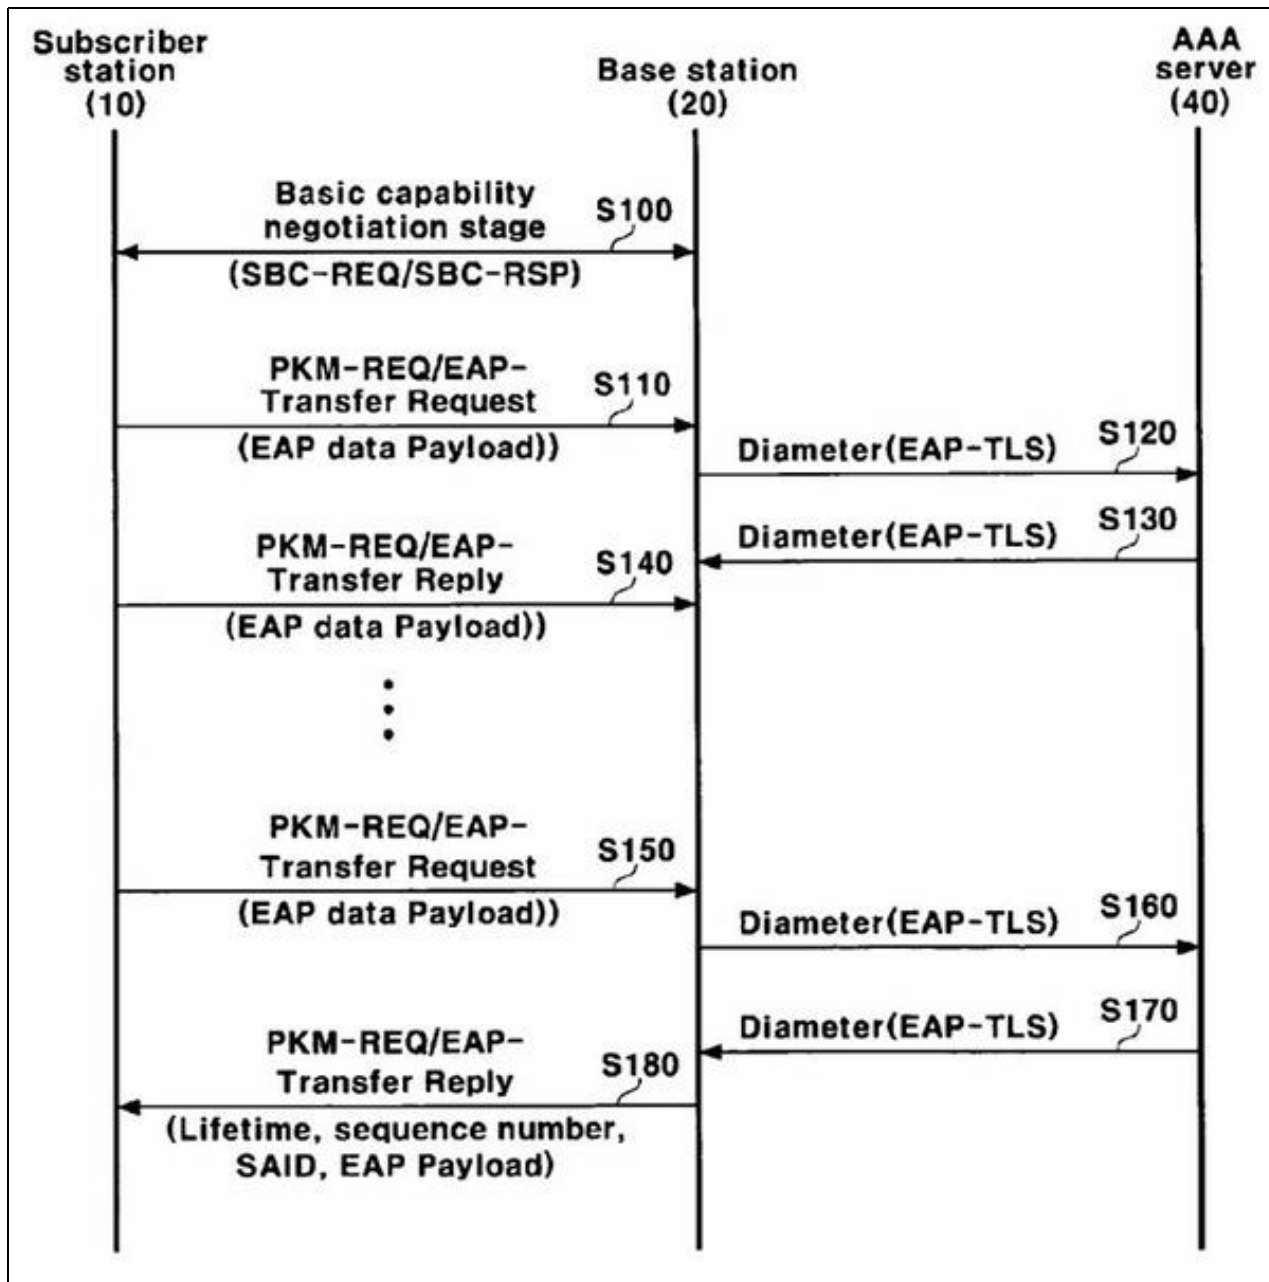 Subscriber
station
(10)
Base station
(20)
AAA
server
(40)
Basic capability
negotiation stage
S100
(SBC-REQ/SBC-RSP)
PKM-REQ/EAP-
Transfer Request
S110
(EAP data Payload))
Diameter(EAP-TLS)
S120
Diameter(EAP-TLS)
S130
PKM-REQ/EAP-
Transfer Reply
S140
(EAP data Payload))
PKM-REQ/EAP-
Transfer Request
S150
(EAP data Payload))
Diameter(EAP-TLS)
S160
Diameter(EAP-TLS)
S170
PKM-REQ/EAP-
Transfer Reply
S180
(Lifetime, sequence number,
SAID, EAP Payload)